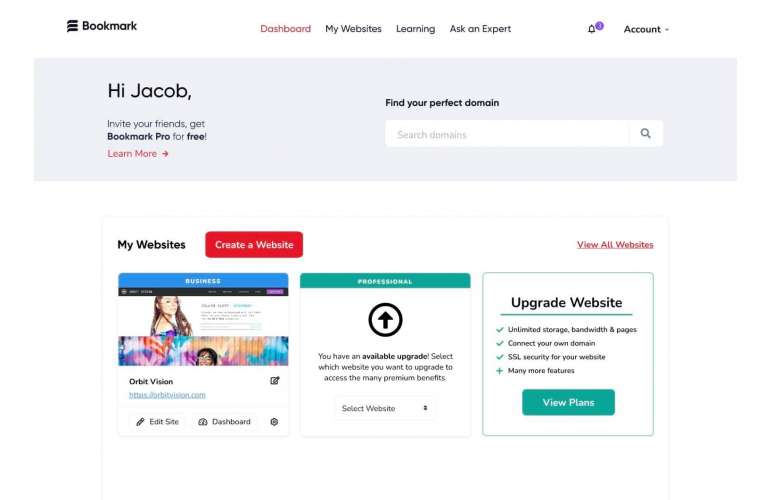 Bookmark
Dashboard My Websites Learning Ask an Expert
3
Account
Hi Jacob,
Invite your friends, get
Bookmark Pro for free!
Learn More →
Find your perfect domain
Search domains
My Websites
Create a Website
View All Websites
BUSINESS
ORBIT VISION
Orbit Vision
https://orbitvision.com
Edit Site
Dashboard
PROFESSIONAL
You have an available upgrade! Select
which website you want to upgrade to
access the many premium benefits.
Select Website
Upgrade Website
Unlimited storage, bandwidth & pages
Connect your own domain
SSL security for your website
Many more features
View Plans